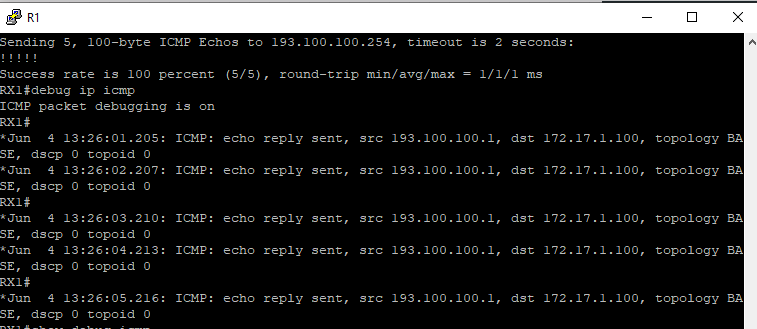 R1
Sending 5, 100-byte ICMP Echos to 193.100.100.254, timeout is 2 seconds:
!!!!!
Success rate is 100 percent (5/5), round-trip min/avg/max = 1/1/1 ms
RX1#debug ip icmp
ICMP packet debugging is on
RX1#
*Jun  4 13:26:01.205: ICMP: echo reply sent, src 193.100.100.1, dst 172.17.1.100, topology BA
SE, dscp 0 topoid 0
*Jun  4 13:26:02.207: ICMP: echo reply sent, src 193.100.100.1, dst 172.17.1.100, topology BA
SE, dscp 0 topoid 0
RX1#
*Jun  4 13:26:03.210: ICMP: echo reply sent, src 193.100.100.1, dst 172.17.1.100, topology BA
SE, dscp 0 topoid 0
*Jun  4 13:26:04.213: ICMP: echo reply sent, src 193.100.100.1, dst 172.17.1.100, topology BA
SE, dscp 0 topoid 0
RX1#
*Jun  4 13:26:05.216: ICMP: echo reply sent, src 193.100.100.1, dst 172.17.1.100, topology BA
SE, dscp 0 topoid 0
RX1#show debug icmp